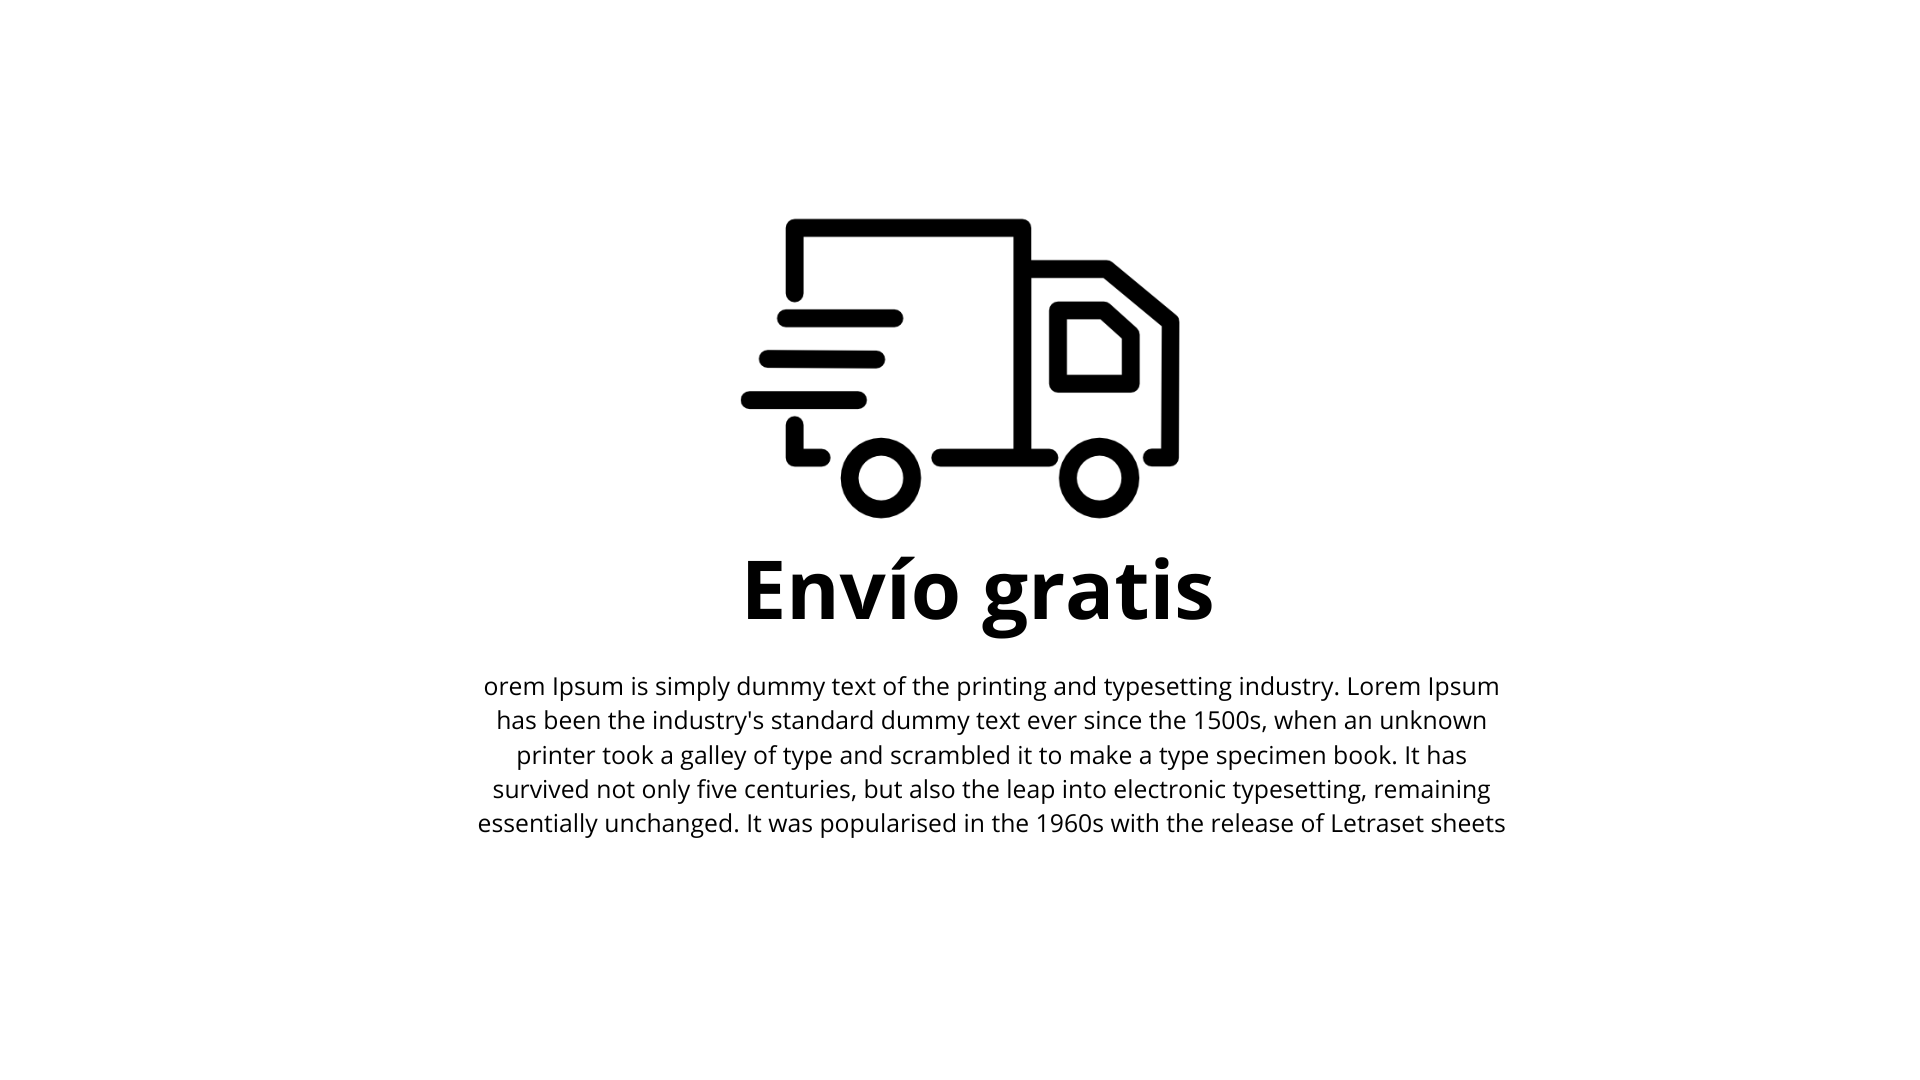 Envío gratis
orem Ipsum is simply dummy text of the printing and typesetting industry. Lorem Ipsum
has been the industry's standard dummy text ever since the 1500s, when an unknown
printer took a galley of type and scrambled it to make a type specimen book. It has
survived not only five centuries, but also the leap into electronic typesetting, remaining
essentially unchanged. It was popularised in the 1960s with the release of Letraset sheets